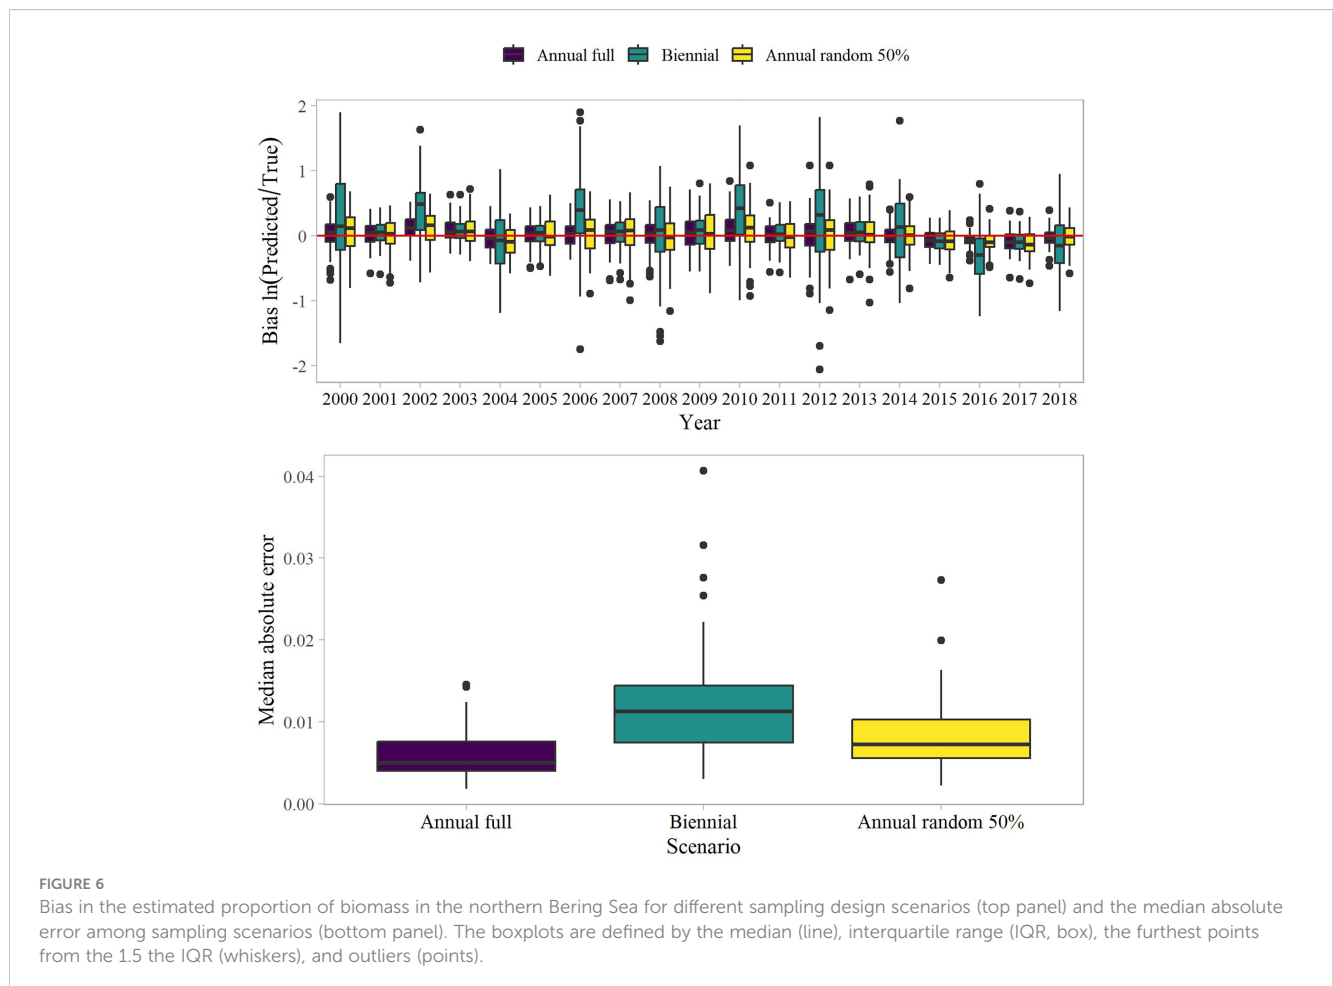 Annual full Biennial Annual random 50%
Bias ln(Predicted/True)
2
1
0
-1
-2
2000 2001 2002 2003 2004 2005 2006 2007 2008 2009 2010 2011 2012 2013 2014 2015 2016 2017 2018
Year
Median absolute error
0.04
0.03
0.02
0.01
0.00
Annual full Biennial Annual random 50%
Scenario
FIGURE 6
Bias in the estimated proportion of biomass in the northern Bering Sea for different sampling design scenarios (top panel) and the median absolute
error among sampling scenarios (bottom panel). The boxplots are defined by the median (line), interquartile range (IQR, box), the furthest points
from the 1.5 the IQR (whiskers), and outliers (points).